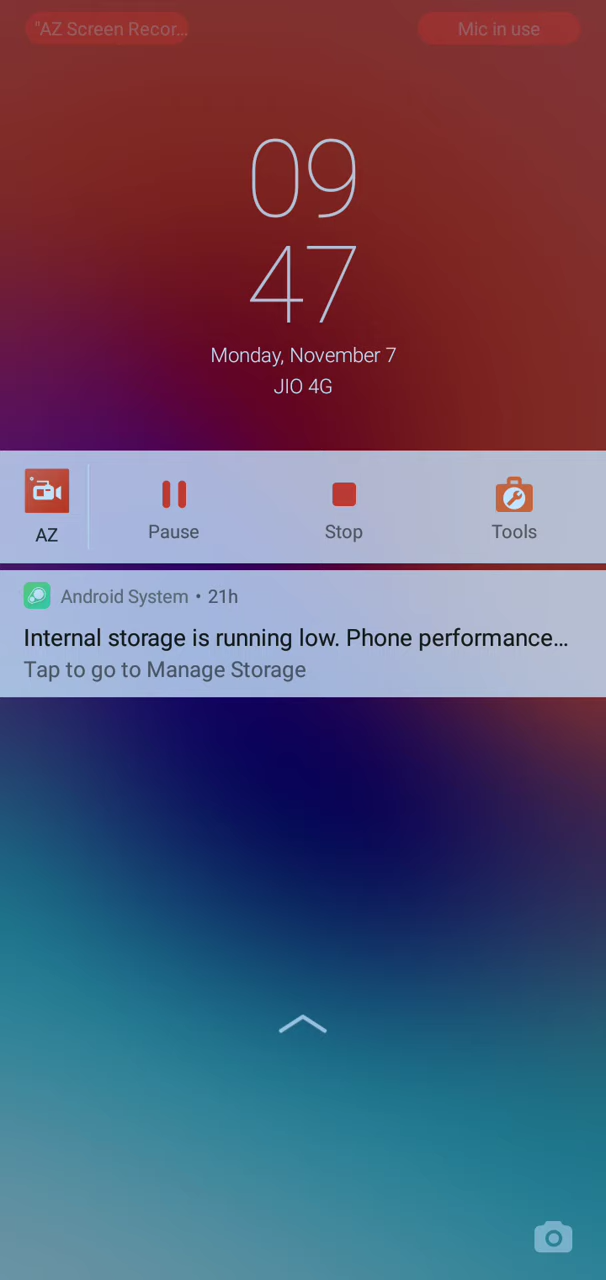 "AZ Screen Recor... Mic in use
09
47
Monday, November 7
JIO 4G
AZ Pause Stop Tools
Android System • 21h
Internal storage is running low. Phone performance...
Tap to go to Manage Storage